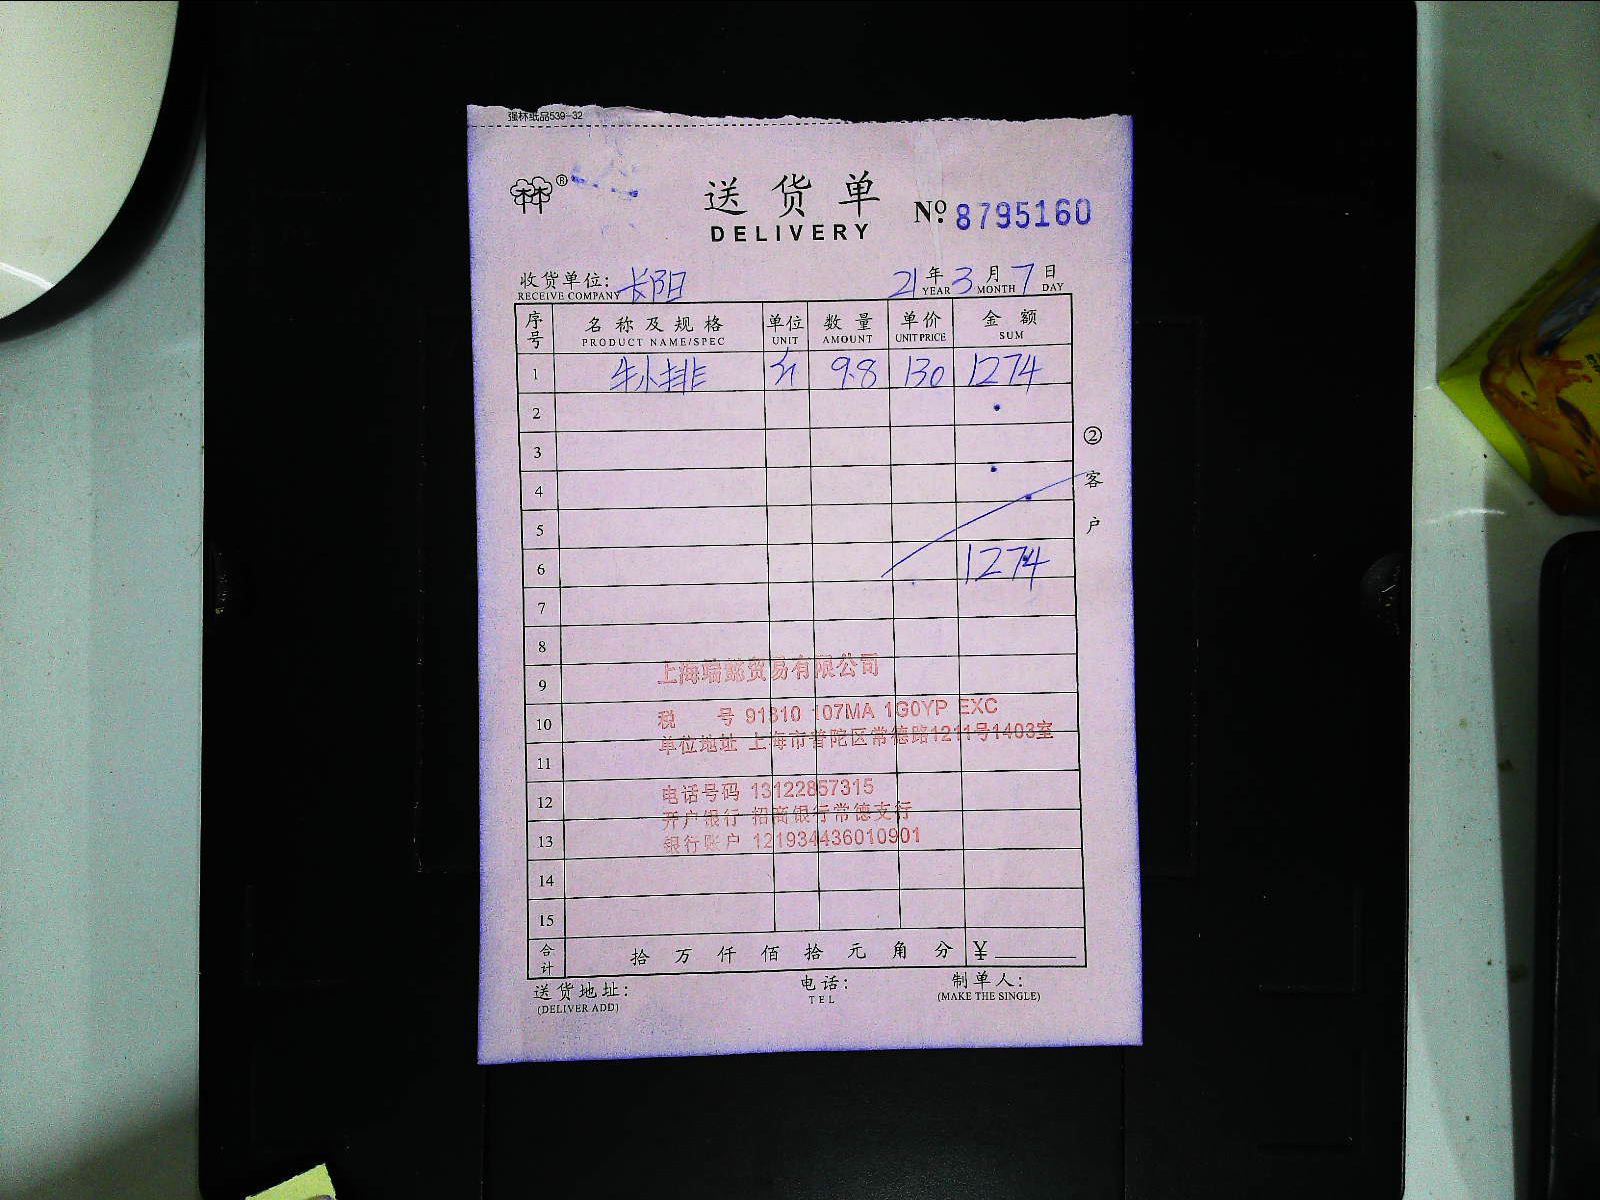 强林纸品539-32
林林®
送货单
DELIVERY
№ 8795160
收货单位: 长阳 21年3月7日
RECEIVE COMPANY YEAR MONTH DAY
序号 名称及规格 单位 数量 单价 金额
PRODUCT NAME/SPEC UNIT AMOUNT UNIT PRICE SUM
1 牛小排 斤 9.8 130 1274
2
3
4
5
6 1274
7
8
9
10
11
12
13
14
15
② 客户
上海瑞懿贸易有限公司
税 号 91310 107MA 1G0YP EXC
单位地址 上海市普陀区常德路1211号1403室
电话号码 13122857315
开户银行 招商银行常德支行
银行账户 121934436010901
合计 拾 万 仟 佰 拾 元 角 分 ¥
送货地址: 电话: 制单人:
(DELIVER ADD) TEL (MAKE THE SINGLE)